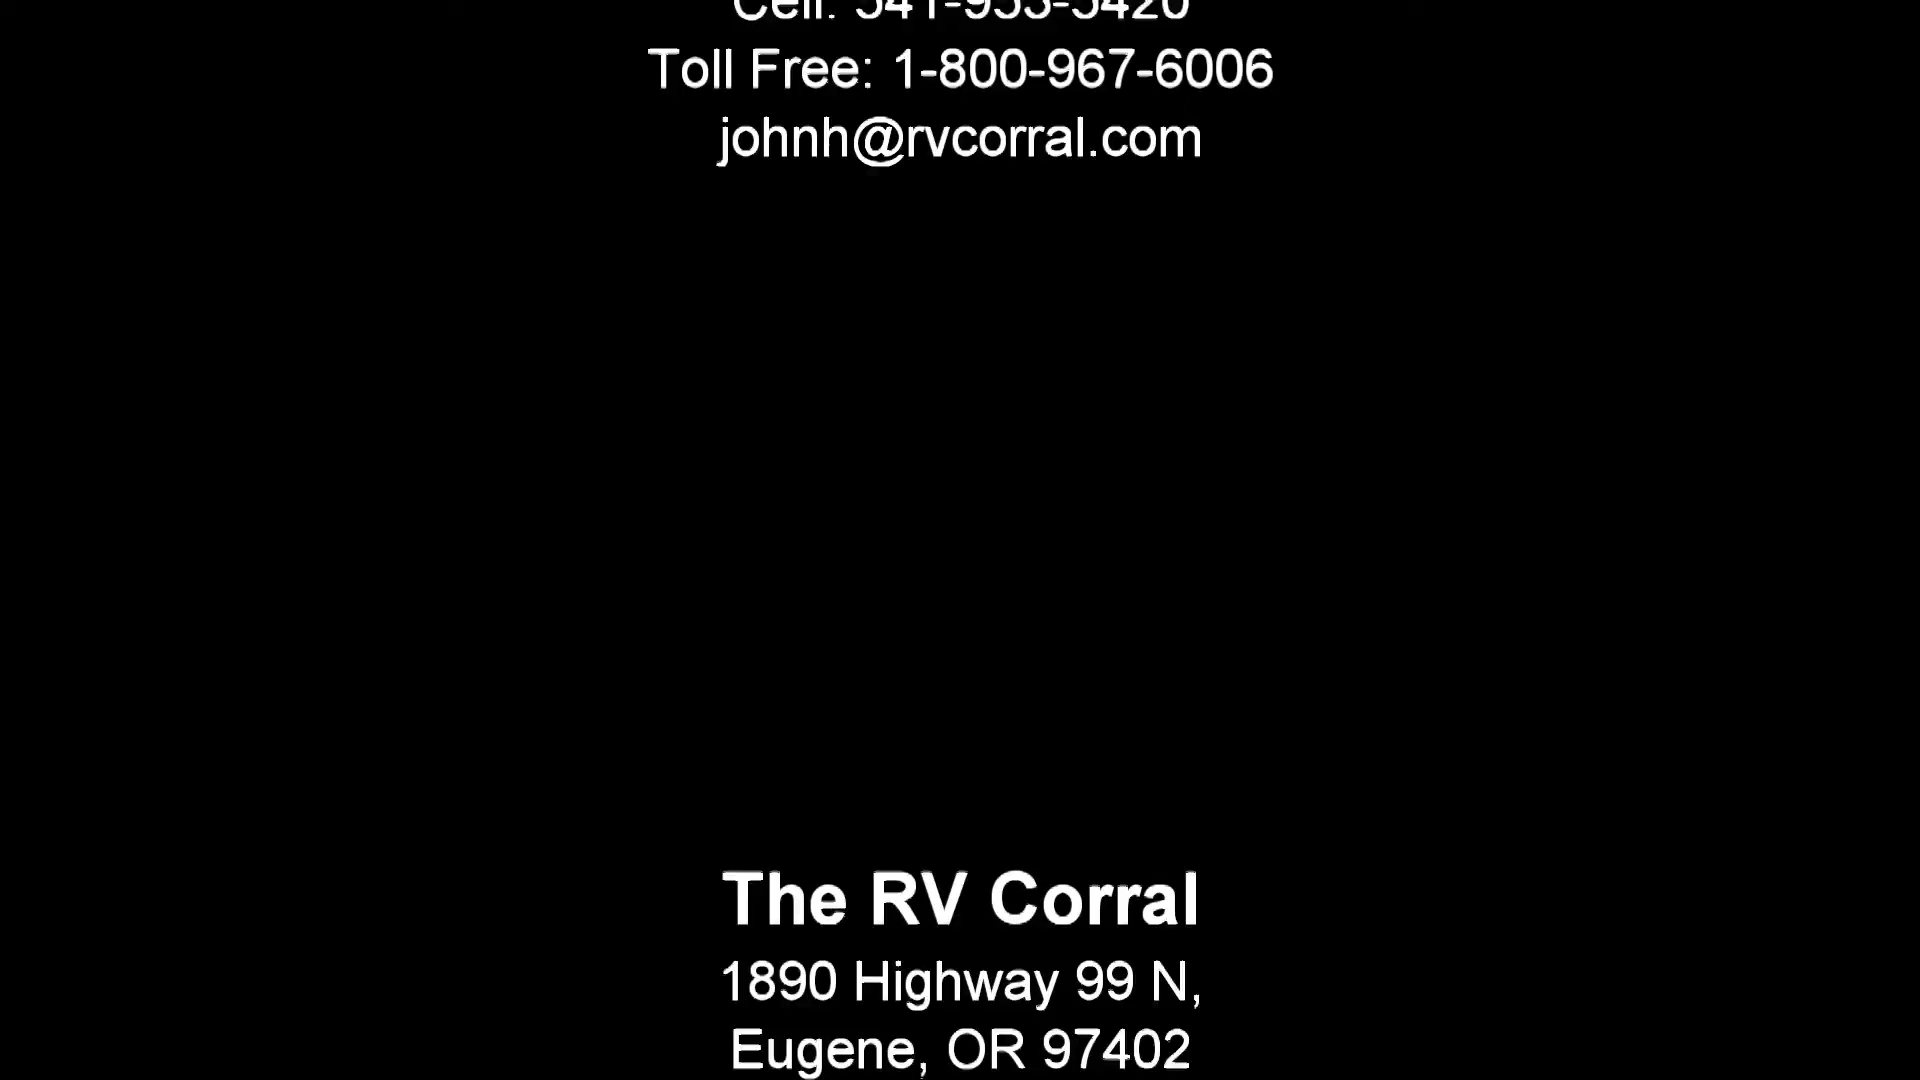 Toll Free: 1-800-967-6006
johnh@rvcorral.com
The RV Corral
1890 Highway 99 N,
Eugene, OR 97402